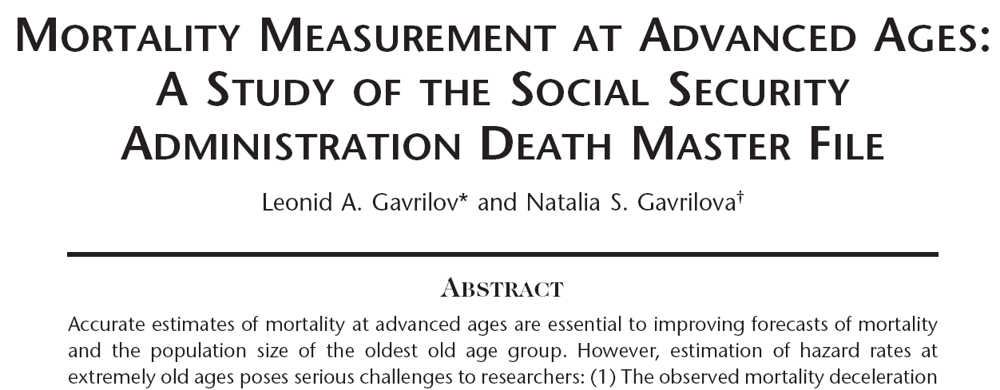 MORTALITY MEASUREMENT AT ADVANCED AGES:
A STUDY OF THE SOCIAL SECURITY
ADMINISTRATION DEATH MASTER FILE
Leonid A. Gavrilov* and Natalia S. Gavrilova†
ABSTRACT
Accurate estimates of mortality at advanced ages are essential to improving forecasts of mortality
and the population size of the oldest old age group. However, estimation of hazard rates at
extremely old ages poses serious challenges to researchers: (1) The observed mortality deceleration